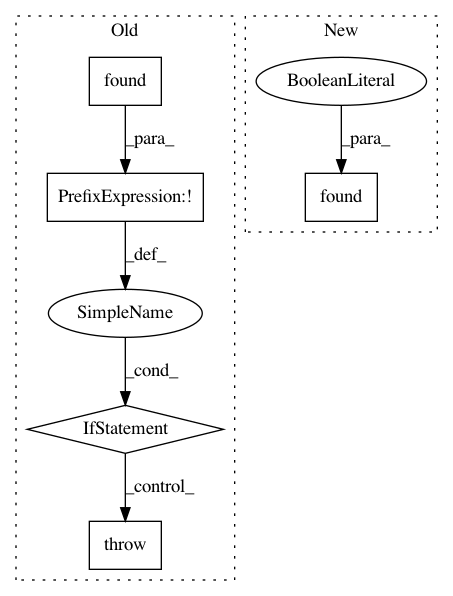 Old
found
_para_
PrefixExpression:!
_def_
SimpleName
_cond_
IfStatement
_control_
throw
New
BooleanLiteral
_para_
found